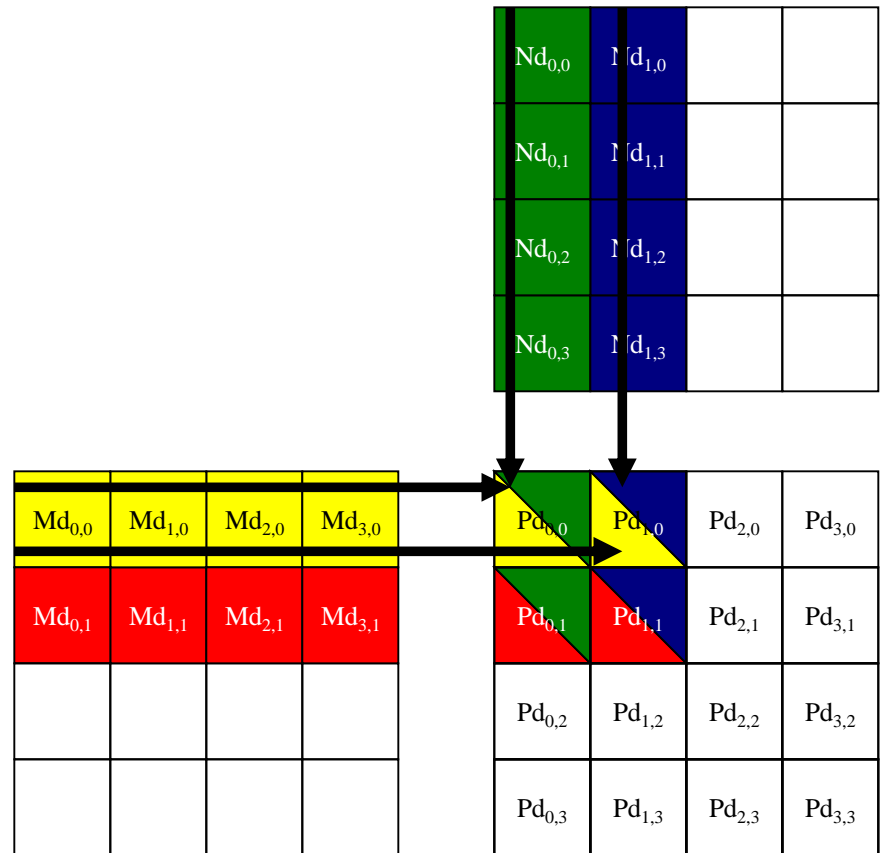 Nd0,0 Nd1,0
Nd0,1 Nd1,1
Nd0,2 Nd1,2
Nd0,3 Nd1,3
Md0,0 Md1,0 Md2,0 Md3,0 Pd0,0 Pd1,0 Pd2,0 Pd3,0
Md0,1 Md1,1 Md2,1 Md3,1 Pd0,1 Pd1,1 Pd2,1 Pd3,1
Pd0,2 Pd1,2 Pd2,2 Pd3,2
Pd0,3 Pd1,3 Pd2,3 Pd3,3